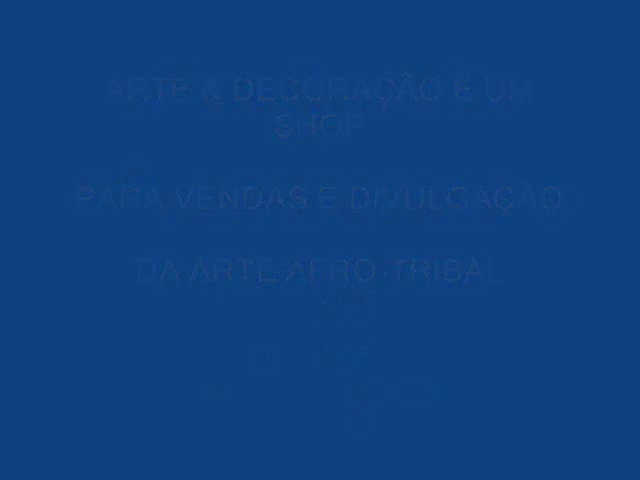 ARTE & DECORAÇÃO E UM
SHOP
PARA VENDAS E DIVULGAÇÃO
DA ARTE AFRO-TRIBAL